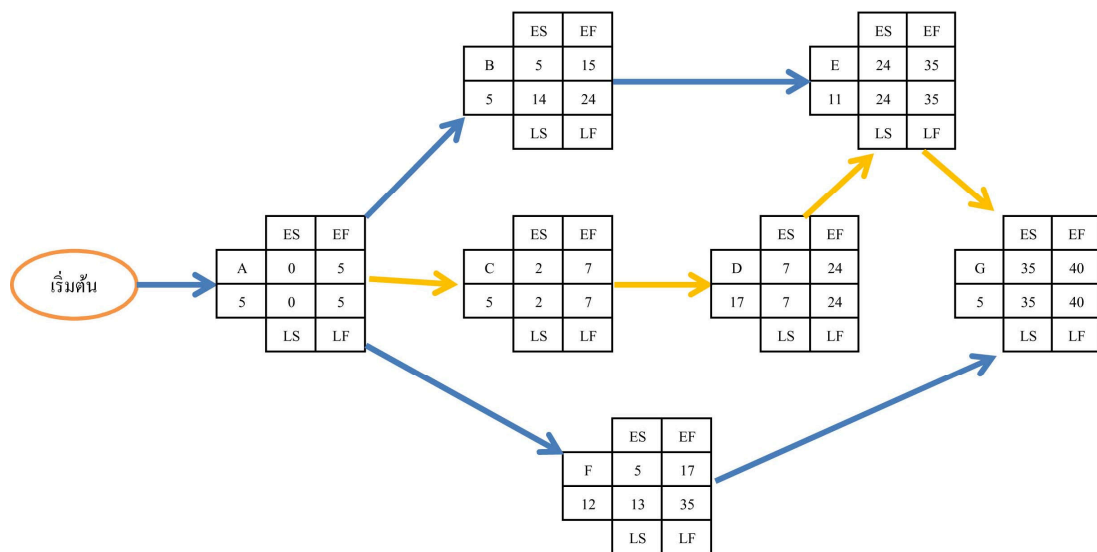 ES EF
B 5 15
5 14 24
LS LF
ES EF
E 24 35
11 24 35
LS LF
เริ่มต้น
ES EF
A 0 5
5 0 5
LS LF
ES EF
C 2 7
5 2 7
LS LF
ES EF
D 7 24
17 7 24
LS LF
ES EF
G 35 40
5 35 40
LS LF
ES EF
F 5 17
12 13 35
LS LF